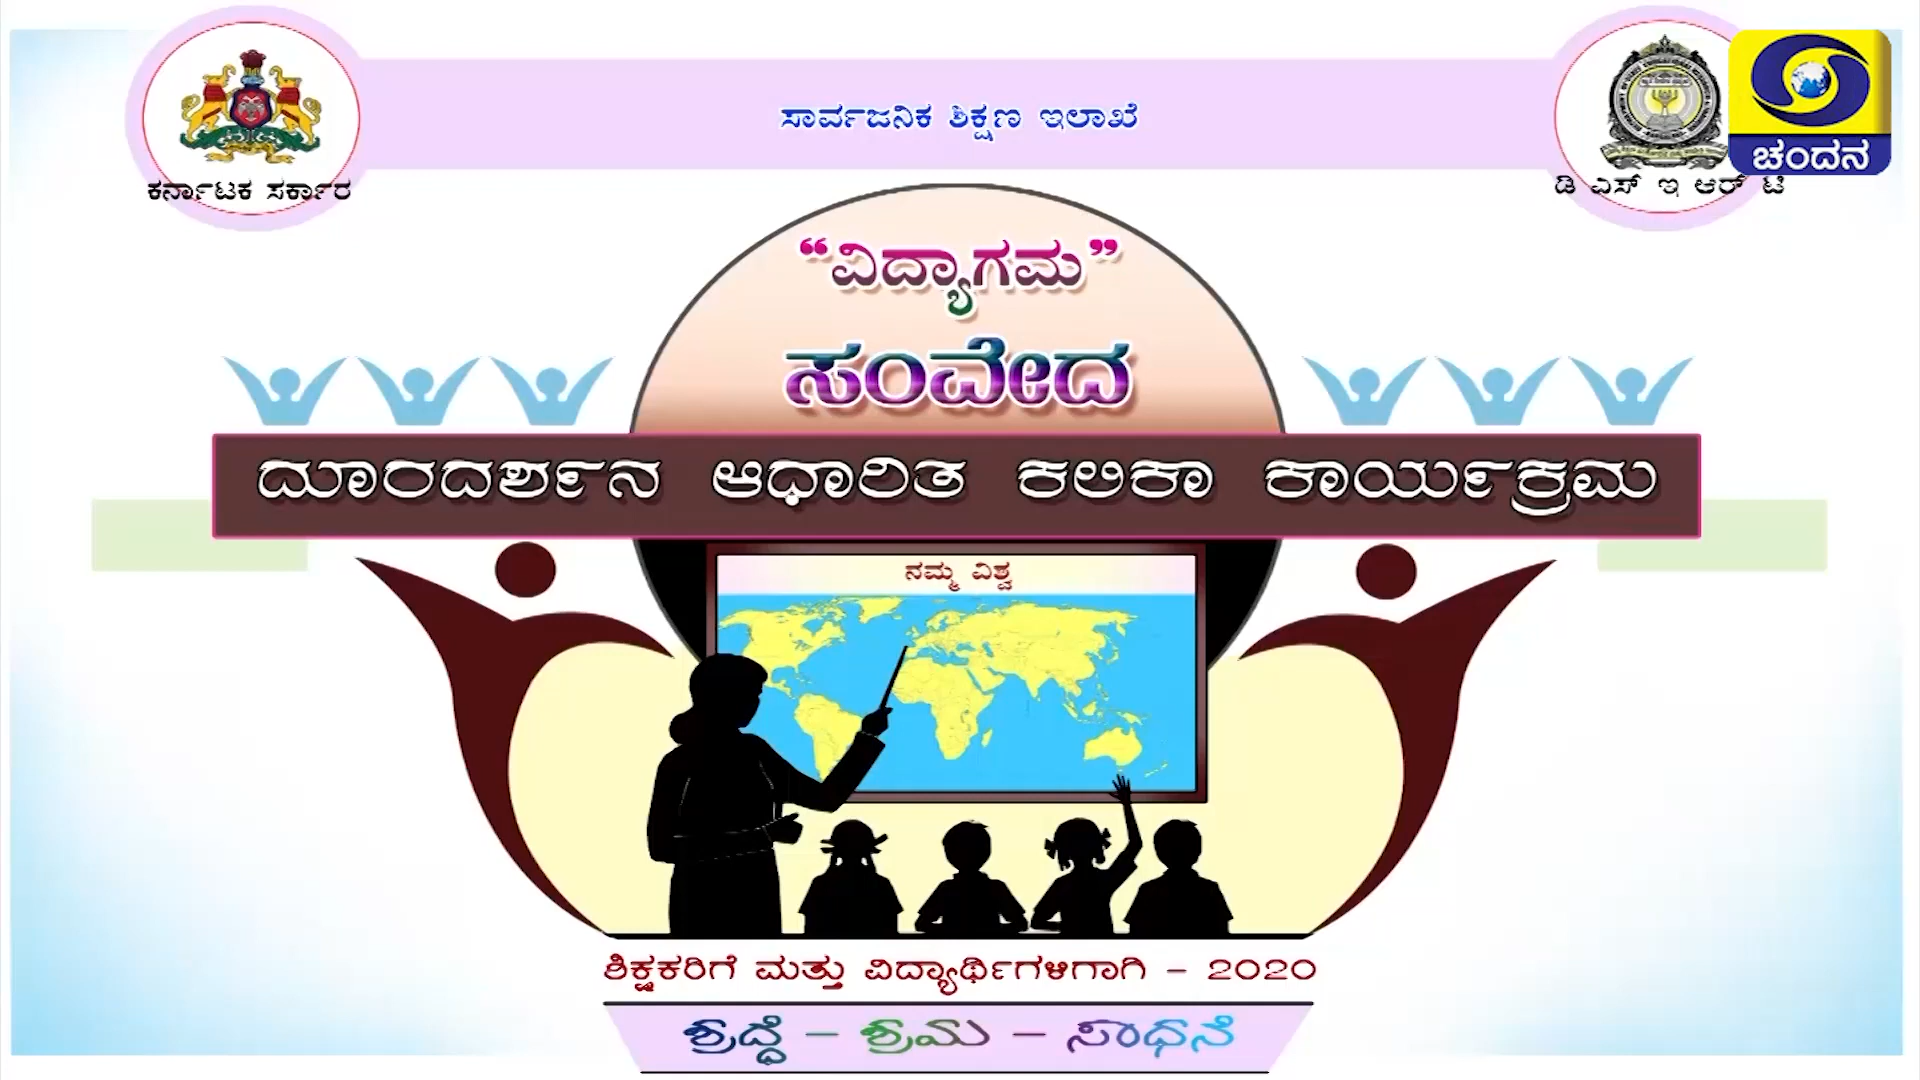 ಸಾರ್ವಜನಿಕ ಶಿಕ್ಷಣ ಇಲಾಖೆ
ಚಂದನ
ಕರ್ನಾಟಕ ಸರ್ಕಾರ
ಡಿ ಎಸ್ ಇ ಆರ್ ಟಿ
“ವಿದ್ಯಾಗಮ”
ಸಂವೇದ
ದೂರದರ್ಶನ ಆಧಾರಿತ ಕಲಿಕಾ ಕಾರ್ಯಕ್ರಮ
ನಮ್ಮ ವಿಶ್ವ
ಶಿಕ್ಷಕರಿಗೆ ಮತ್ತು ವಿದ್ಯಾರ್ಥಿಗಳಿಗಾಗಿ - 2020
ಶ್ರದ್ಧೆ - ಶ್ರಮ - ಸಾಧನೆ